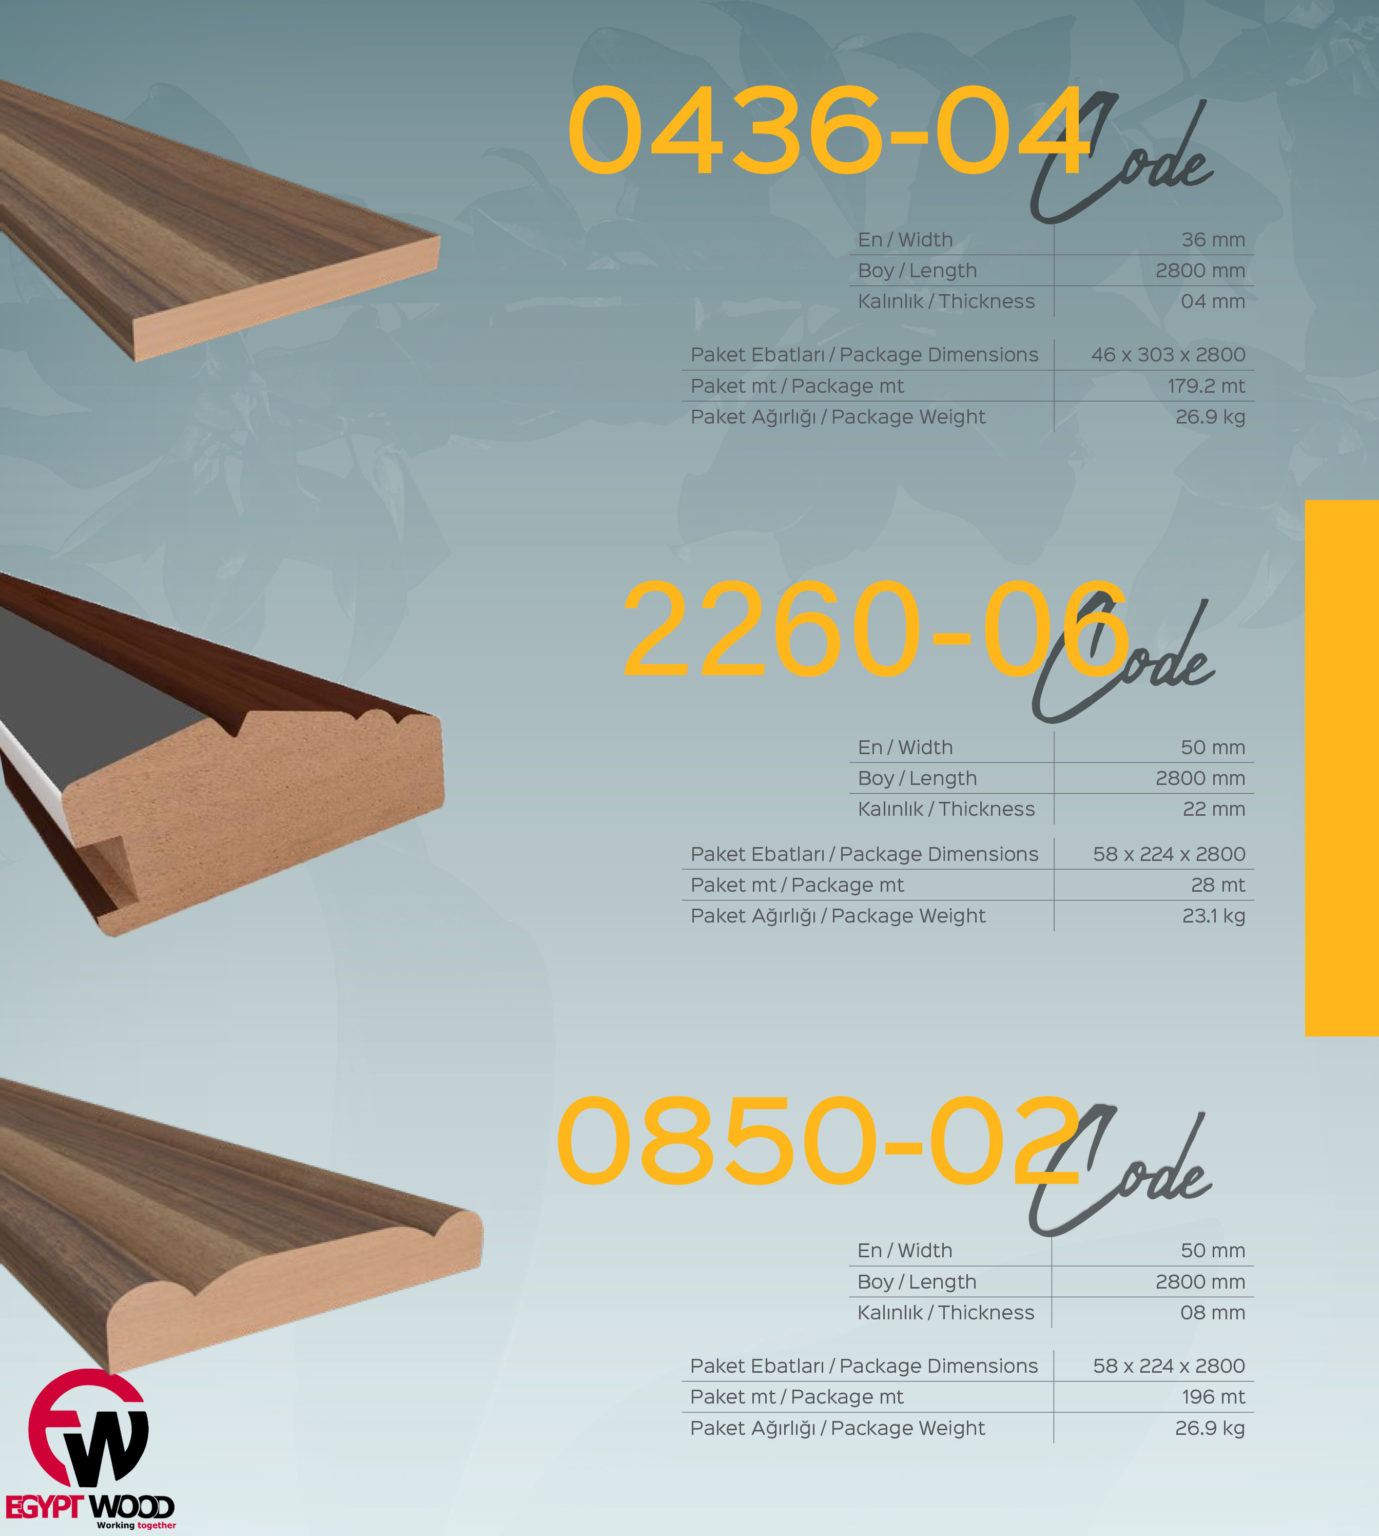 0436-04 Code
En / Width 36 mm
Boy / Length 2800 mm
Kalınlık / Thickness 04 mm
Paket Ebatları / Package Dimensions 46 x 303 x 2800
Paket mt / Package mt 179.2 mt
Paket Ağırlığı / Package Weight 26.9 kg
2260-06 Code
En / Width 50 mm
Boy / Length 2800 mm
Kalınlık / Thickness 22 mm
Paket Ebatları / Package Dimensions 58 x 224 x 2800
Paket mt / Package mt 28 mt
Paket Ağırlığı / Package Weight 23.1 kg
0850-02 Code
En / Width 50 mm
Boy / Length 2800 mm
Kalınlık / Thickness 08 mm
Paket Ebatları / Package Dimensions 58 x 224 x 2800
Paket mt / Package mt 196 mt
Paket Ağırlığı / Package Weight 26.9 kg
EW
EGYPT WOOD
Working together